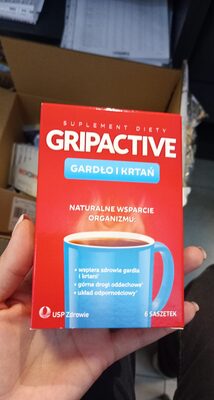 SUPLEMENT DIETY
GRIPACTIVE
GARDŁO I KRTAŃ
NATURALNE WSPARCIE
ORGANIZMU:
• wspiera zdrowie gardła
i krtani
• górne drogi oddechowe
• układ odpornościowy
USP Zdrowie
6 SASZETEK